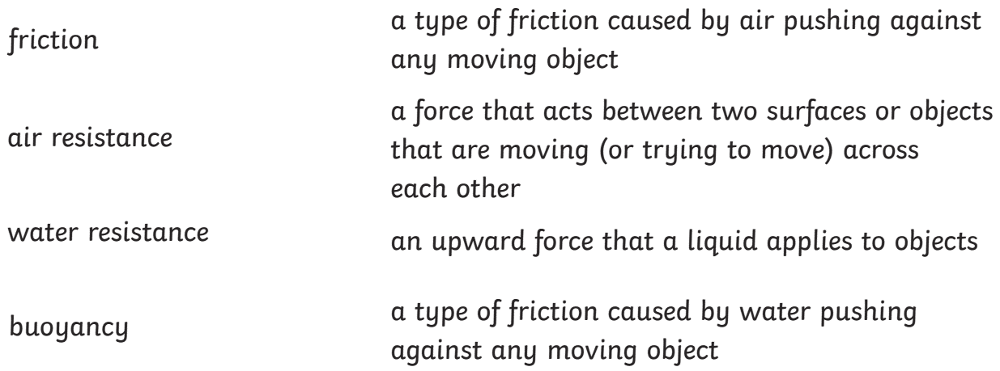 friction
a type of friction caused by air pushing against
any moving object
air resistance
a force that acts between two surfaces or objects
that are moving (or trying to move) across
each other
water resistance
an upward force that a liquid applies to objects
buoyancy
a type of friction caused by water pushing
against any moving object